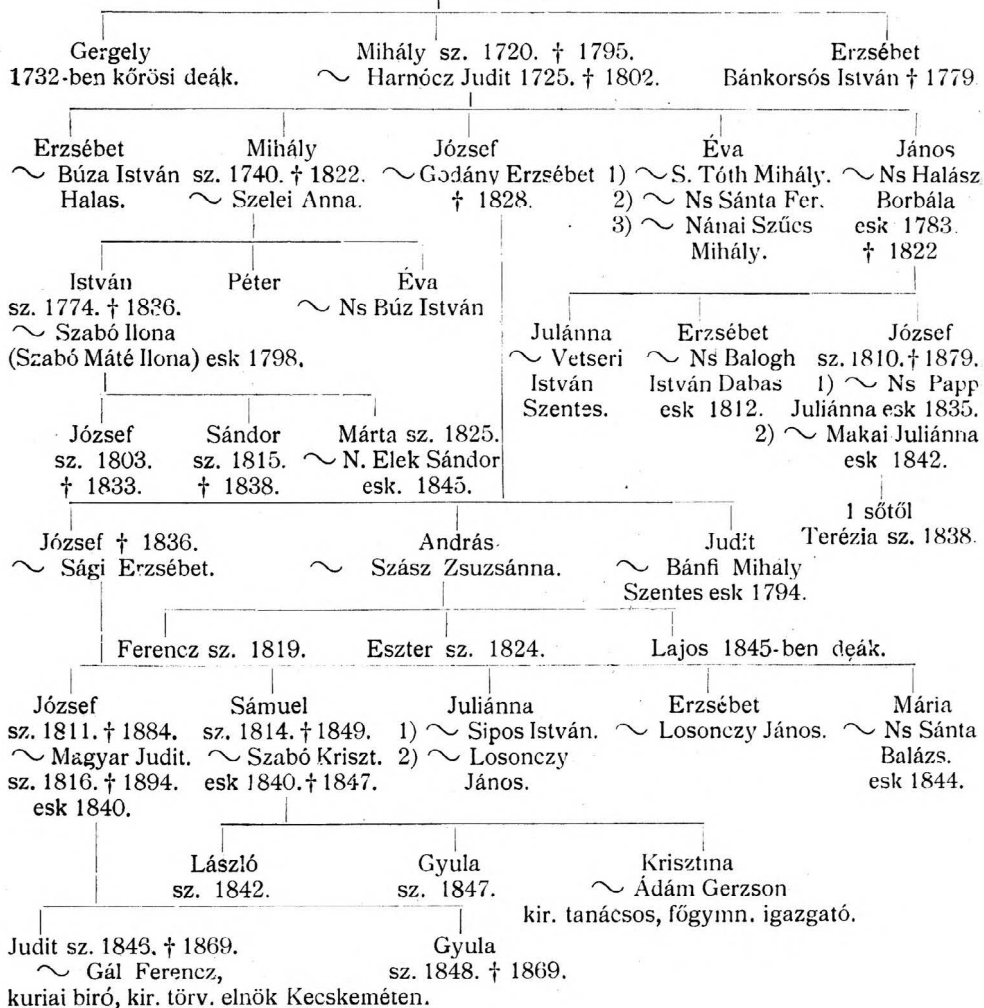 Gergely Mihály sz. 1720. † 1795. Erzsébet
1732-ben kőrösi deák. ~ Harnócz Judit 1725. † 1802. Bánkorsós István † 1779.
Erzsébet Mihály József Éva János
~ Búza István sz. 1740. † 1822. ~ Godány Erzsébet 1) ~ S. Tóth Mihály. ~ Ns Halász
Halas. ~ Szelei Anna. † 1828. 2) ~ Ns Sánta Fer. Borbála
3) ~ Nánai Szűcs esk 1783.
Mihály. † 1822
István Péter Éva
sz. 1774. † 1836. ~ Ns Búz István
~ Szabó Ilona
(Szabó Máté Ilona) esk 1798.
Julánna Erzsébet József
~ Vetseri ~ Ns Balogh sz. 1810. † 1879.
István István Dabas 1) ~ Ns Papp
Szentes. esk 1812. Juliánna esk 1835.
2) ~ Makai Juliánna
esk 1842.
József Sándor Márta sz. 1825.
sz. 1803. sz. 1815. ~ N. Elek Sándor
† 1833. † 1838. esk. 1845.
1 sőtől
Terézia sz. 1838.
József † 1836. András Judit
~ Sági Erzsébet. ~ Szász Zsuzsánna. ~ Bánfi Mihaly
Szentes esk 1794.
Ferencz sz. 1819. Eszter sz. 1824. Lajos 1845-ben deák.
József Sámuel Juliánna Erzsébet Mária
sz. 1811. † 1884. sz. 1814. † 1849. 1) ~ Sipos István. ~ Losonczy János. ~ Ns Sánta
~ Magyar Judit. ~ Szabó Kriszt. 2) ~ Losonczy Balázs.
sz. 1816. † 1894. esk 1840. † 1847. János. esk 1844.
esk 1840.
László Gyula Krisztina
sz. 1842. sz. 1847. ~ Ádám Gerzson
kir. tanácsos, főgymn. igazgató.
Judit sz. 1846. † 1869. Gyula
~ Gál Ferencz, sz. 1848. † 1869.
kuriai biró, kir. törv. elnök Kecskeméten.